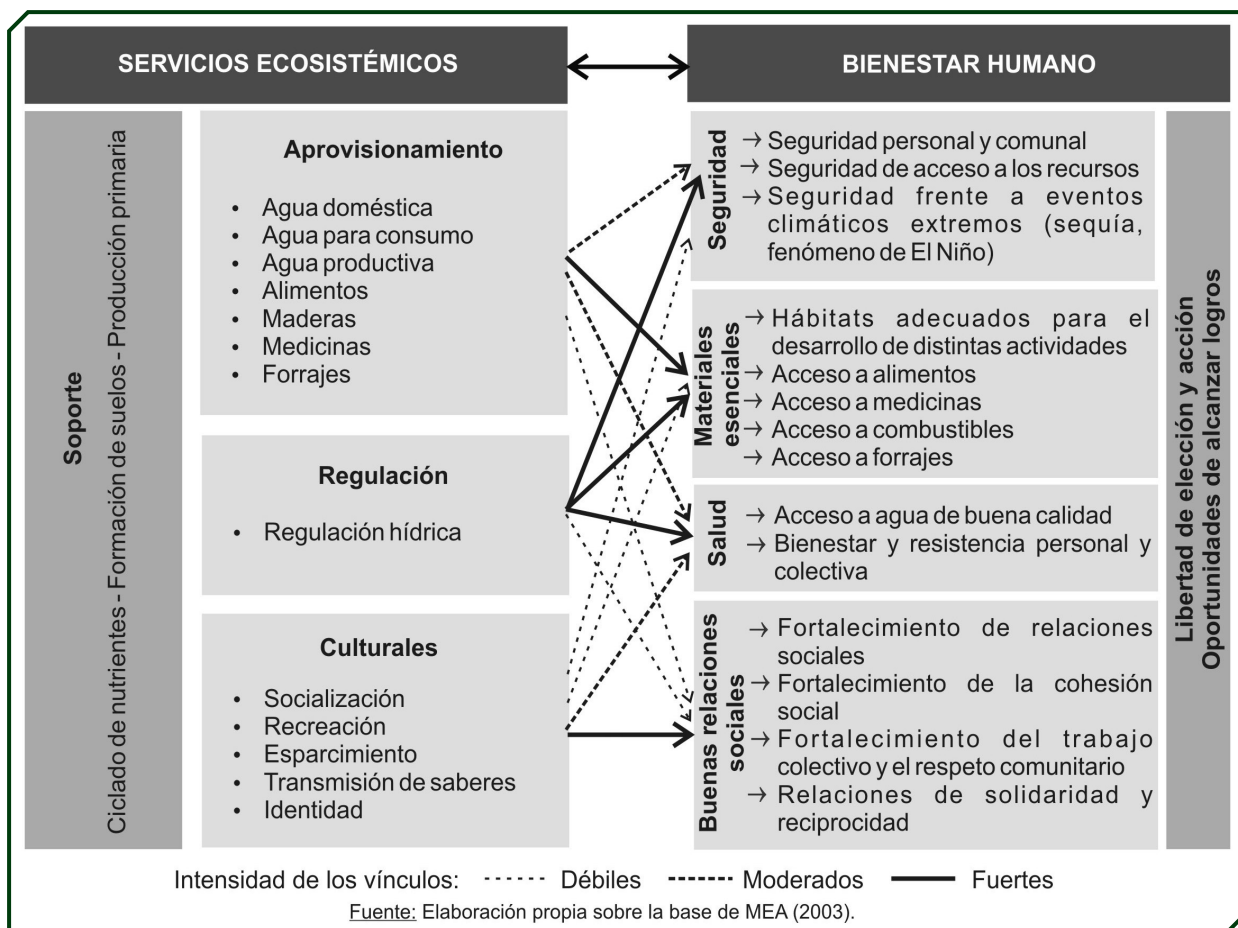 SERVICIOS ECOSISTÉMICOS
BIENESTAR HUMANO
Soporte
Ciclado de nutrientes - Formación de suelos - Producción primaria
Aprovisionamiento
• Agua doméstica
• Agua para consumo
• Agua productiva
• Alimentos
• Maderas
• Medicinas
• Forrajes
Regulación
• Regulación hídrica
Culturales
• Socialización
• Recreación
• Esparcimiento
• Transmisión de saberes
• Identidad
Seguridad
→ Seguridad personal y comunal
→ Seguridad de acceso a los recursos
→ Seguridad frente a eventos
climáticos extremos (sequía,
fenómeno de El Niño)
Materiales
esenciales
→ Hábitats adecuados para el
desarrollo de distintas actividades
→ Acceso a alimentos
→ Acceso a medicinas
→ Acceso a combustibles
→ Acceso a forrajes
Salud
→ Acceso a agua de buena calidad
→ Bienestar y resistencia personal y
colectiva
Buenas relaciones
sociales
→ Fortalecimiento de relaciones
sociales
→ Fortalecimiento de la cohesión
social
→ Fortalecimiento del trabajo
colectivo y el respeto comunitario
→ Relaciones de solidaridad y
reciprocidad
Libertad de elección y acción
Oportunidades de alcanzar logros
Intensidad de los vínculos: Débiles Moderados Fuertes
Fuente: Elaboración propia sobre la base de MEA (2003).